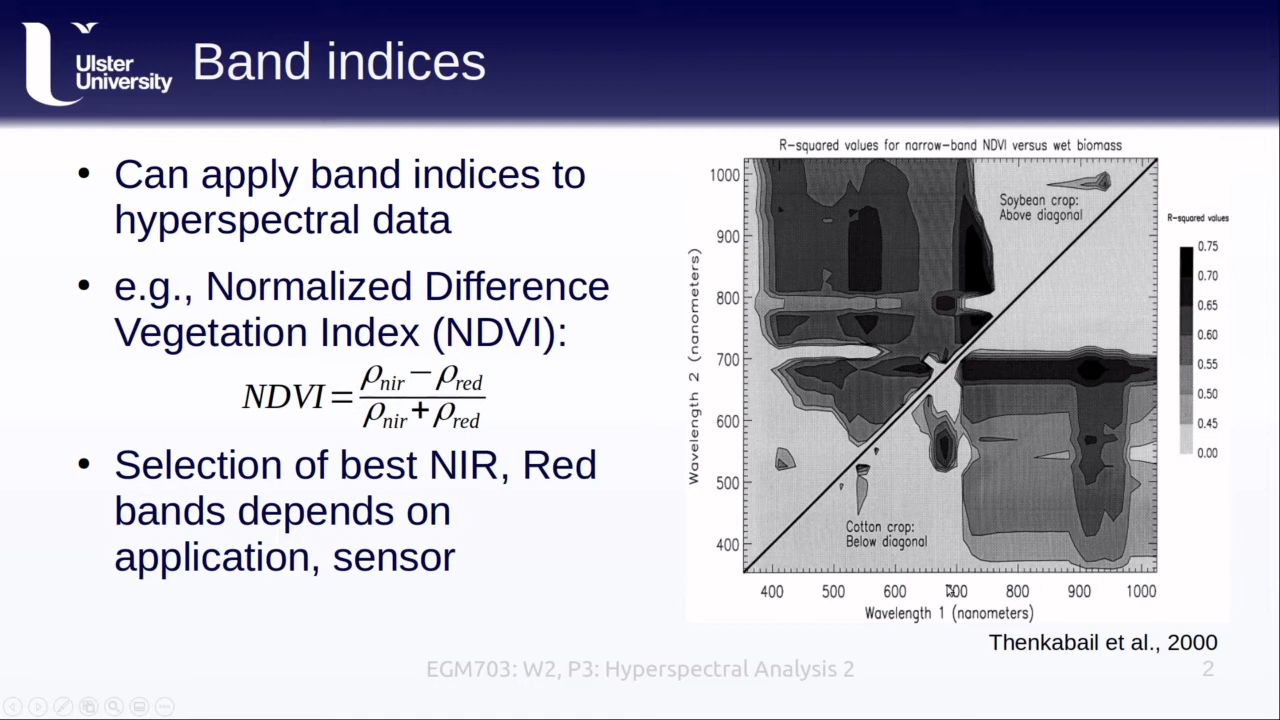 Ulster
University
Band indices
• Can apply band indices to
hyperspectral data
• e.g., Normalized Difference
Vegetation Index (NDVI):
NDVI = (ρnir − ρred) / (ρnir + ρred)
• Selection of best NIR, Red
bands depends on
application, sensor
R-squared values for narrow-band NDVI versus wet biomass
1000
900
800
700
600
500
400
Wavelength 2 (nanometers)
Soybean crop:
Above diagonal
Cotton crop:
Below diagonal
400 500 600 700 800 900 1000
Wavelength 1 (nanometers)
R-squared values
0.75
0.70
0.65
0.60
0.55
0.50
0.45
0.00
Thenkabail et al., 2000
EGM703: W2, P3: Hyperspectral Analysis 2
2